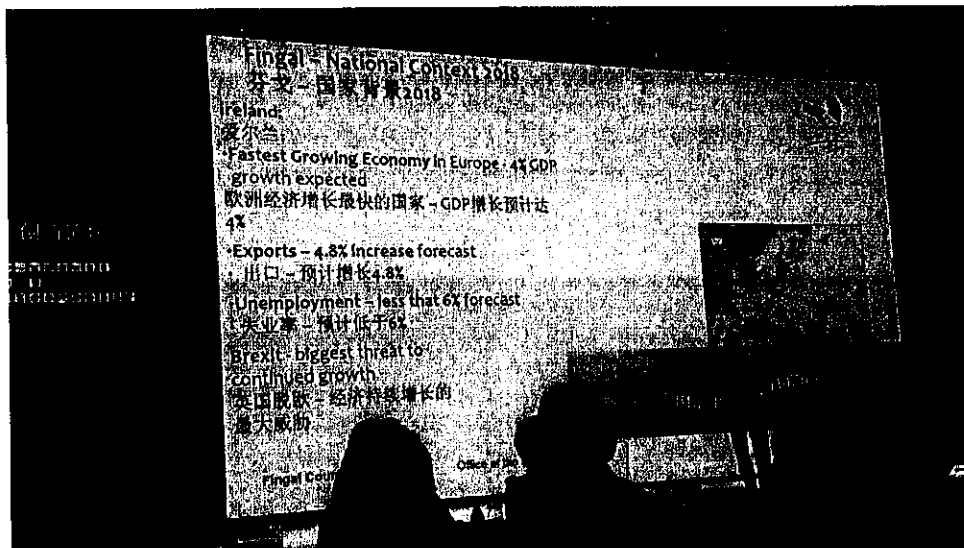 Fingal – National Context 2018
芬戈 – 国家背景2018
Ireland:
爱尔兰:
•Fastest Growing Economy in Europe - 4% GDP
growth expected
欧洲经济增长最快的国家 – GDP增长预计达
4%
•Exports – 4.8% increase forecast
• 出口 – 预计增长4.8%
•Unemployment – less that 6% forecast
• 失业率 – 预计低于6%
•Brexit - biggest threat to
continued growth
•英国脱欧 – 经济持续增长的
最大威胁
Fingal
Office of the